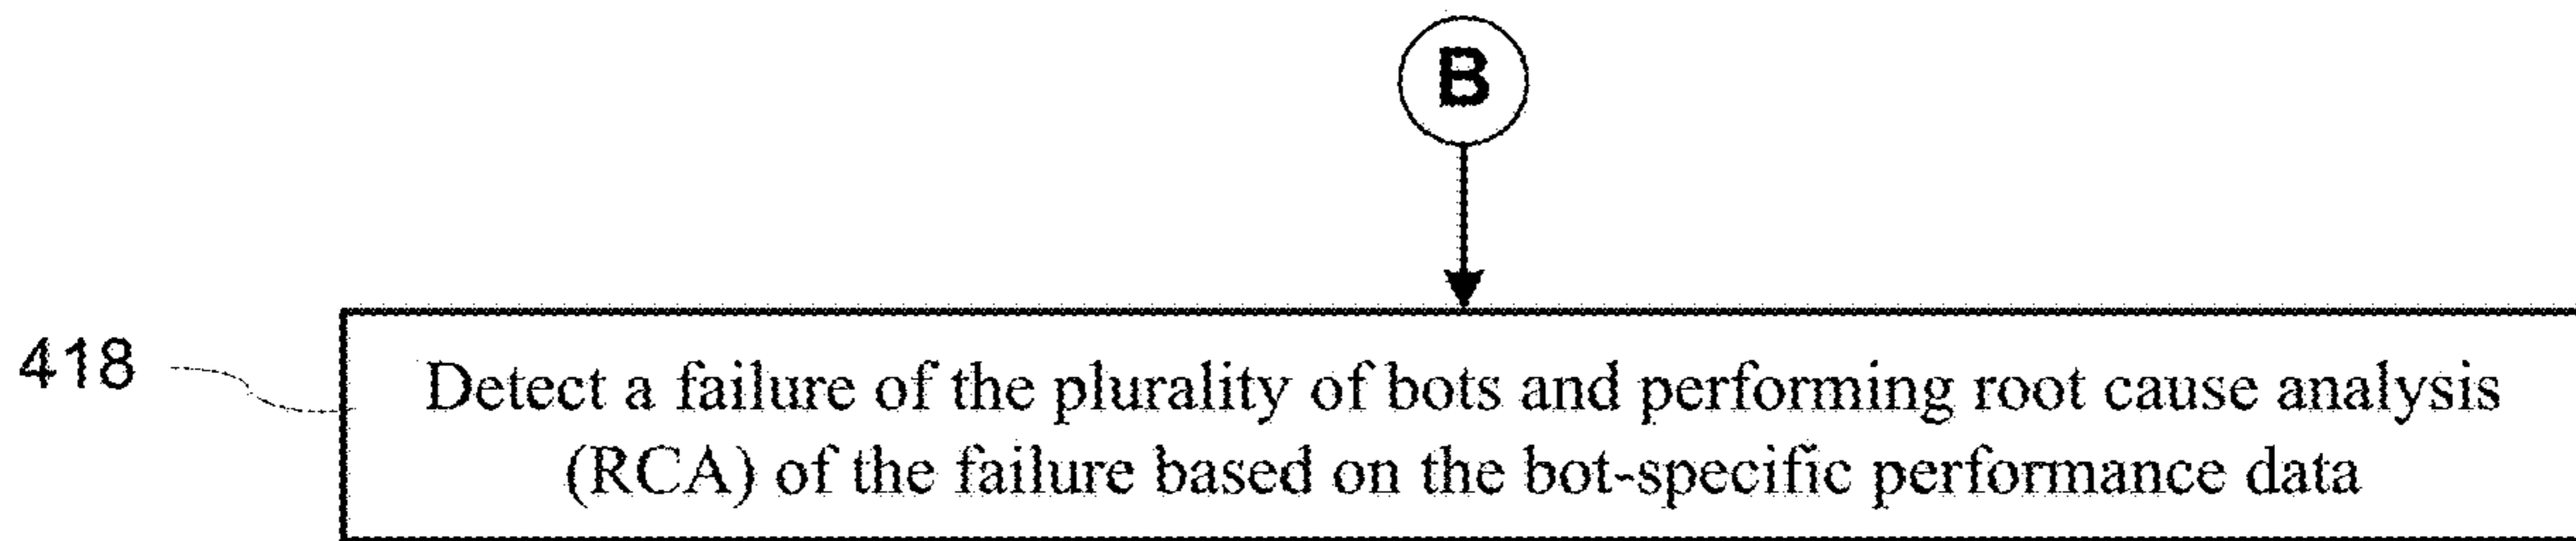 B
418
Detect a failure of the plurality of bots and performing root cause analysis
(RCA) of the failure based on the bot-specific performance data